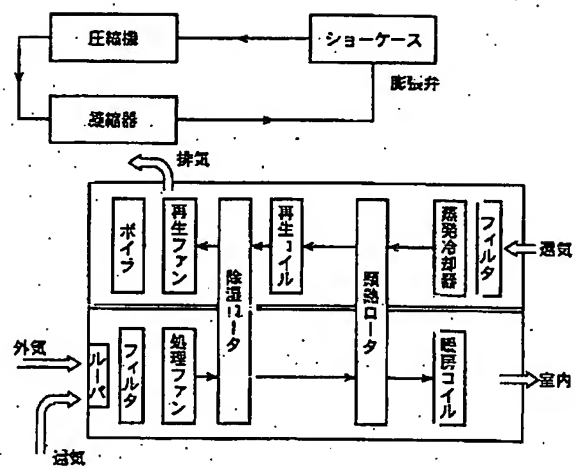 圧縮機
ショーケース
膨張弁
凝縮器
排気
ボイラ
再生ファン
除湿ロータ
再生コイル
顕熱ロータ
蒸発冷却器
フィルタ
還気
外気
ルーバ
フィルタ
処理ファン
暖房コイル
室内
還気